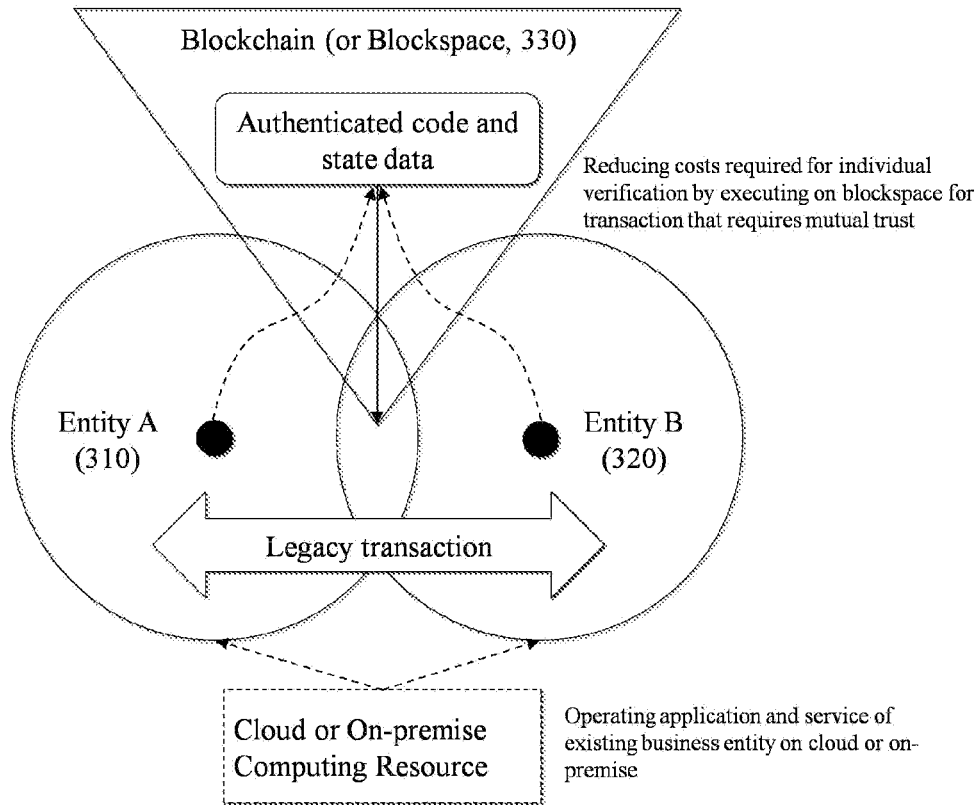 Blockchain (or Blockspace, 330)
Authenticated code and
state data
Reducing costs required for individual
verification by executing on blockspace for
transaction that requires mutual trust
Entity A
(310)
Entity B
(320)
Legacy transaction
Cloud or On-premise
Computing Resource
Operating application and service of
existing business entity on cloud or on-
premise